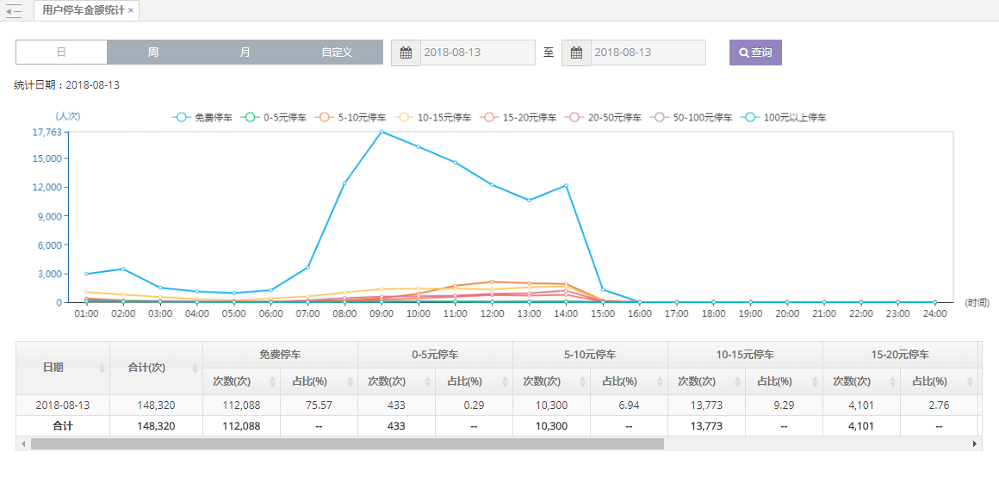 用户停车金额统计 ×
日 周 月 自定义 2018-08-13 至 2018-08-13 查询
统计日期：2018-08-13
(人次) 免费停车 0-5元停车 5-10元停车 10-15元停车 15-20元停车 20-50元停车 50-100元停车 100元以上停车
17,763
15,000
12,000
9,000
6,000
3,000
0
(时间)
01:00 02:00 03:00 04:00 05:00 06:00 07:00 08:00 09:00 10:00 11:00 12:00 13:00 14:00 15:00 16:00 17:00 18:00 19:00 20:00 21:00 22:00 23:00 24:00
日期 合计(次) 免费停车 0-5元停车 5-10元停车 10-15元停车 15-20元停车
次数(次) 占比(%) 次数(次) 占比(%) 次数(次) 占比(%) 次数(次) 占比(%) 次数(次) 占比(%)
2018-08-13 148,320 112,088 75.57 433 0.29 10,300 6.94 13,773 9.29 4,101 2.76
合计 148,320 112,088 -- 433 -- 10,300 -- 13,773 -- 4,101 --